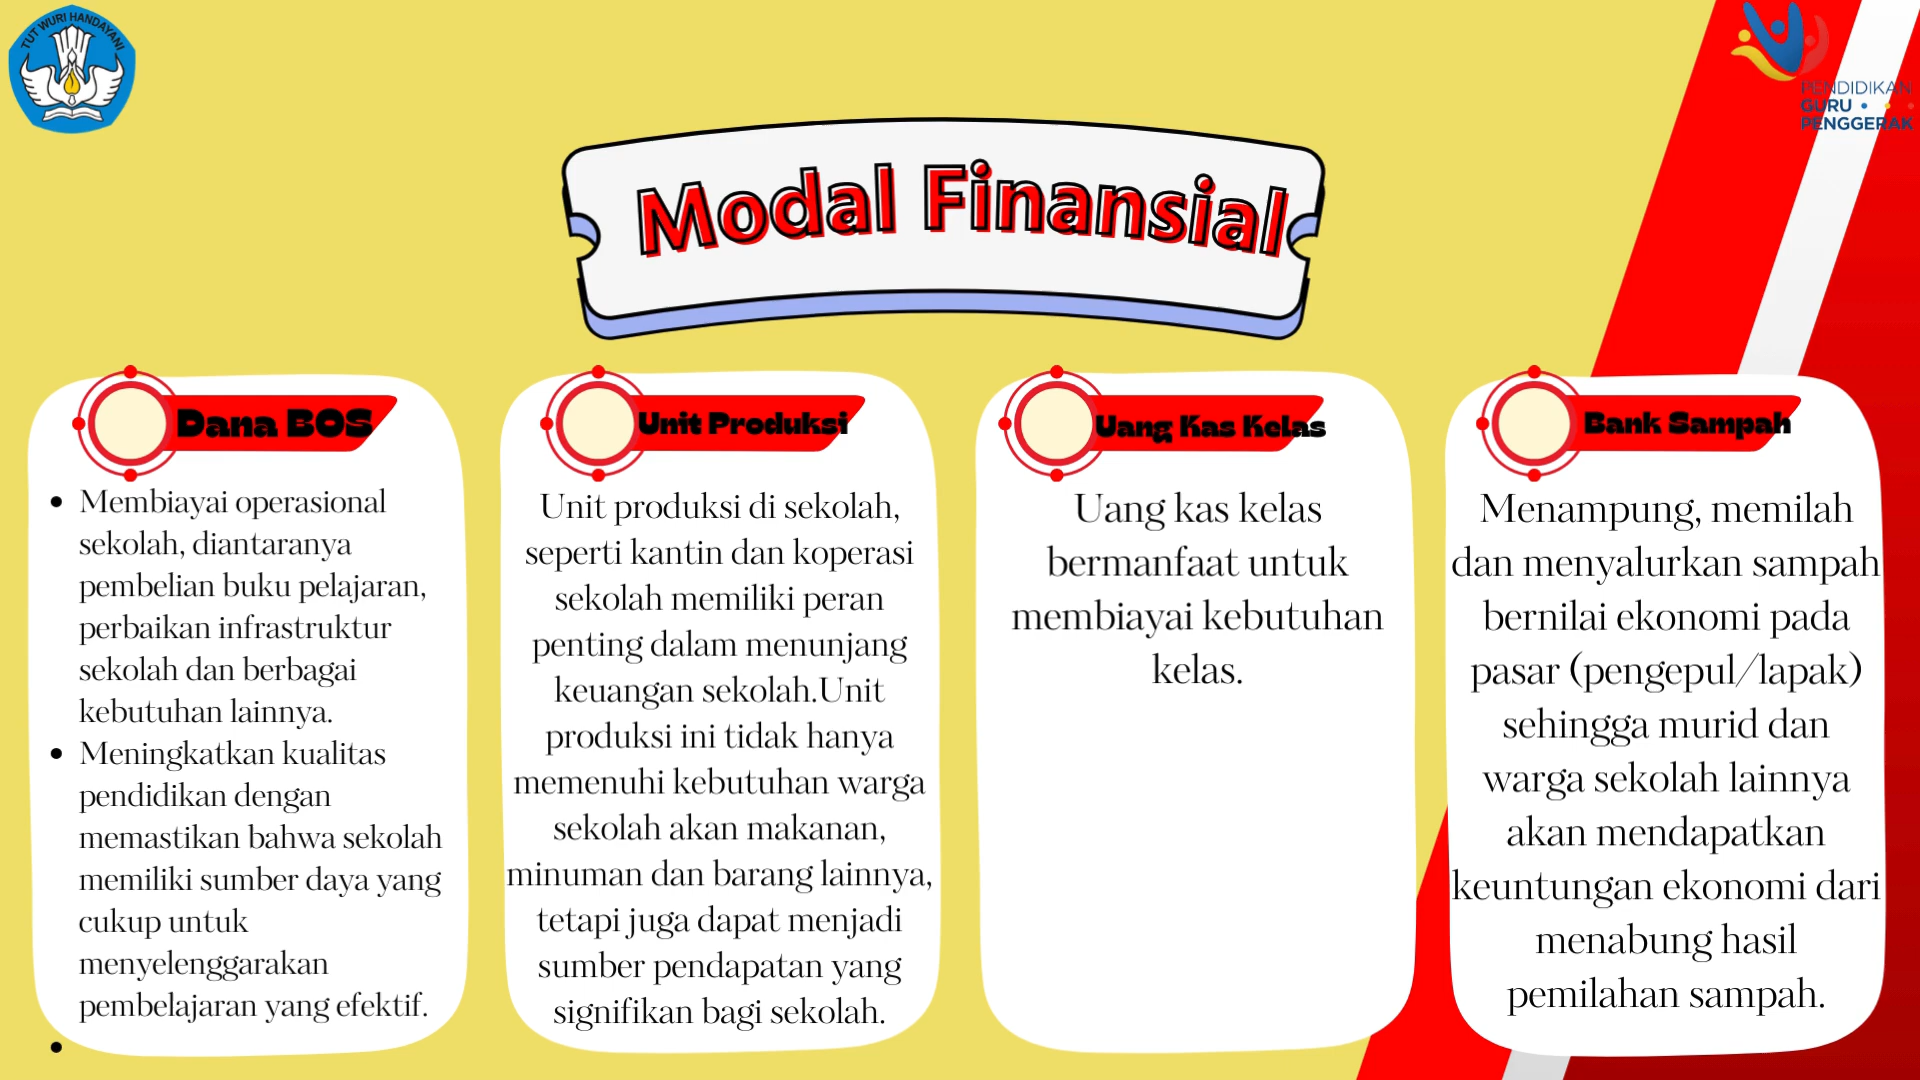 TUT WURI HANDAYANI
PENDIDIKAN
GURU
PENGGERAK
Modal Finansial
Dana BOS
• Membiayai operasional
sekolah, diantaranya
pembelian buku pelajaran,
perbaikan infrastruktur
sekolah dan berbagai
kebutuhan lainnya.
• Meningkatkan kualitas
pendidikan dengan
memastikan bahwa sekolah
memiliki sumber daya yang
cukup untuk
menyelenggarakan
pembelajaran yang efektif.
•
Unit Produksi
Unit produksi di sekolah,
seperti kantin dan koperasi
sekolah memiliki peran
penting dalam menunjang
keuangan sekolah.Unit
produksi ini tidak hanya
memenuhi kebutuhan warga
sekolah akan makanan,
minuman dan barang lainnya,
tetapi juga dapat menjadi
sumber pendapatan yang
signifikan bagi sekolah.
Uang Kas Kelas
Uang kas kelas
bermanfaat untuk
membiayai kebutuhan
kelas.
Bank Sampah
Menampung, memilah
dan menyalurkan sampah
bernilai ekonomi pada
pasar (pengepul/lapak)
sehingga murid dan
warga sekolah lainnya
akan mendapatkan
keuntungan ekonomi dari
menabung hasil
pemilahan sampah.